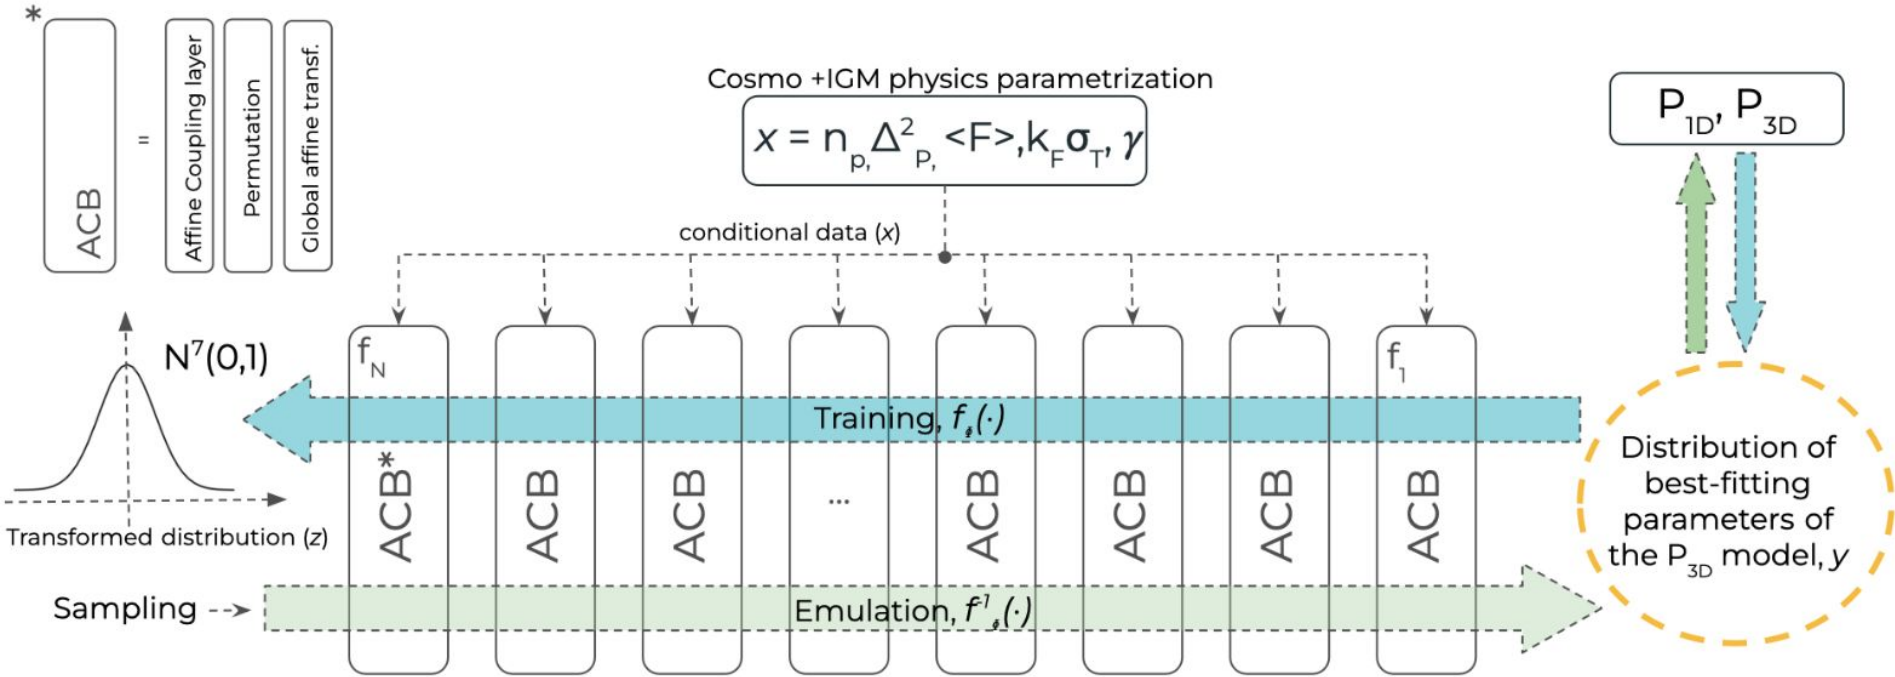 *
ACB
=
Affine Coupling layer
Permutation
Global affine transf.
Cosmo +IGM physics parametrization
x = n_p, Δ²_P, <F>, k_F σ_T, γ
P_1D, P_3D
conditional data (x)
N⁷(0,1)
Transformed distribution (z)
f_N
f_1
Training, f_ϕ(·)
ACB*
ACB
ACB
...
ACB
ACB
ACB
ACB
Sampling
Emulation, f⁻¹_ϕ(·)
Distribution of
best-fitting
parameters of
the P_3D model, y